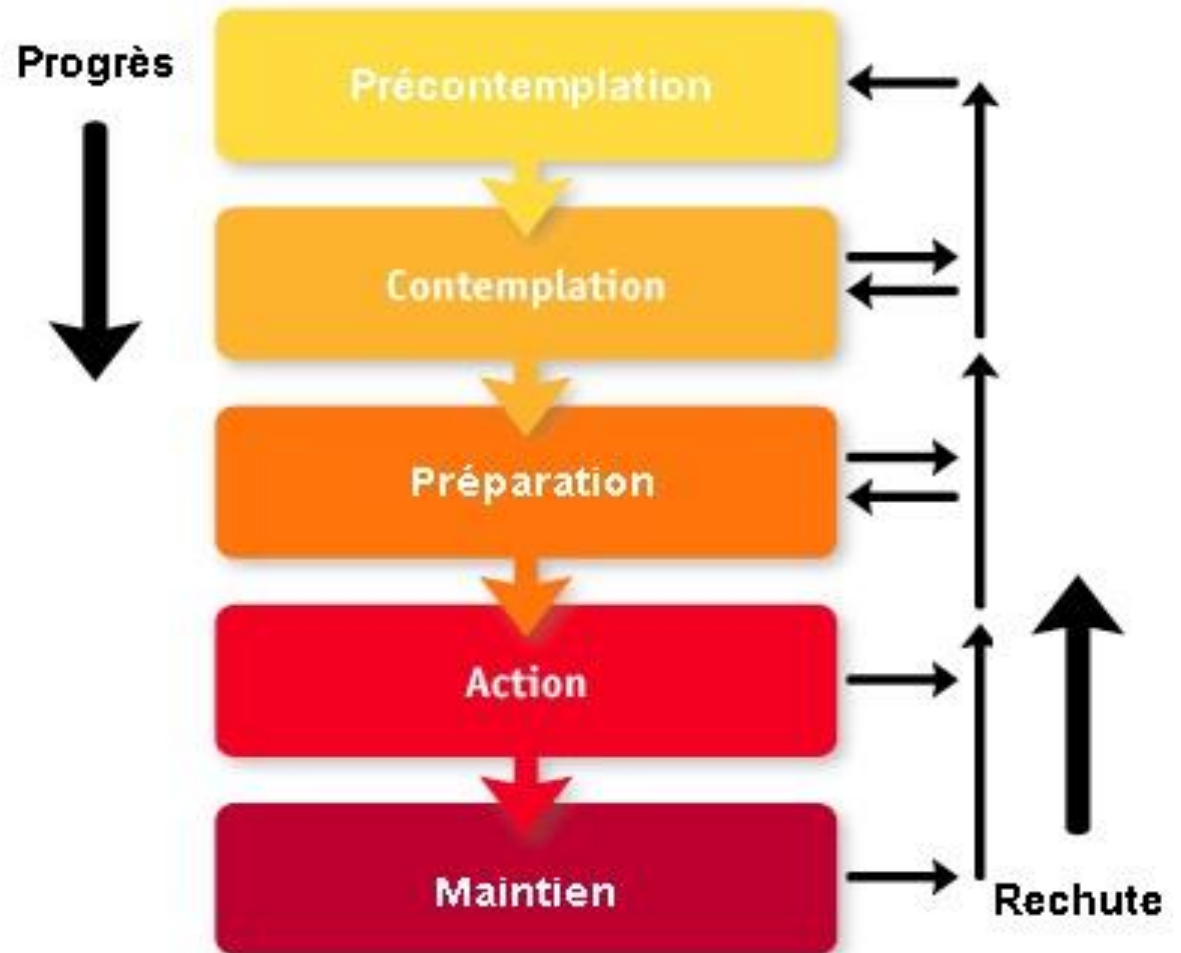 Progrès
Précontemplation
Contemplation
Préparation
Action
Maintien
Rechute